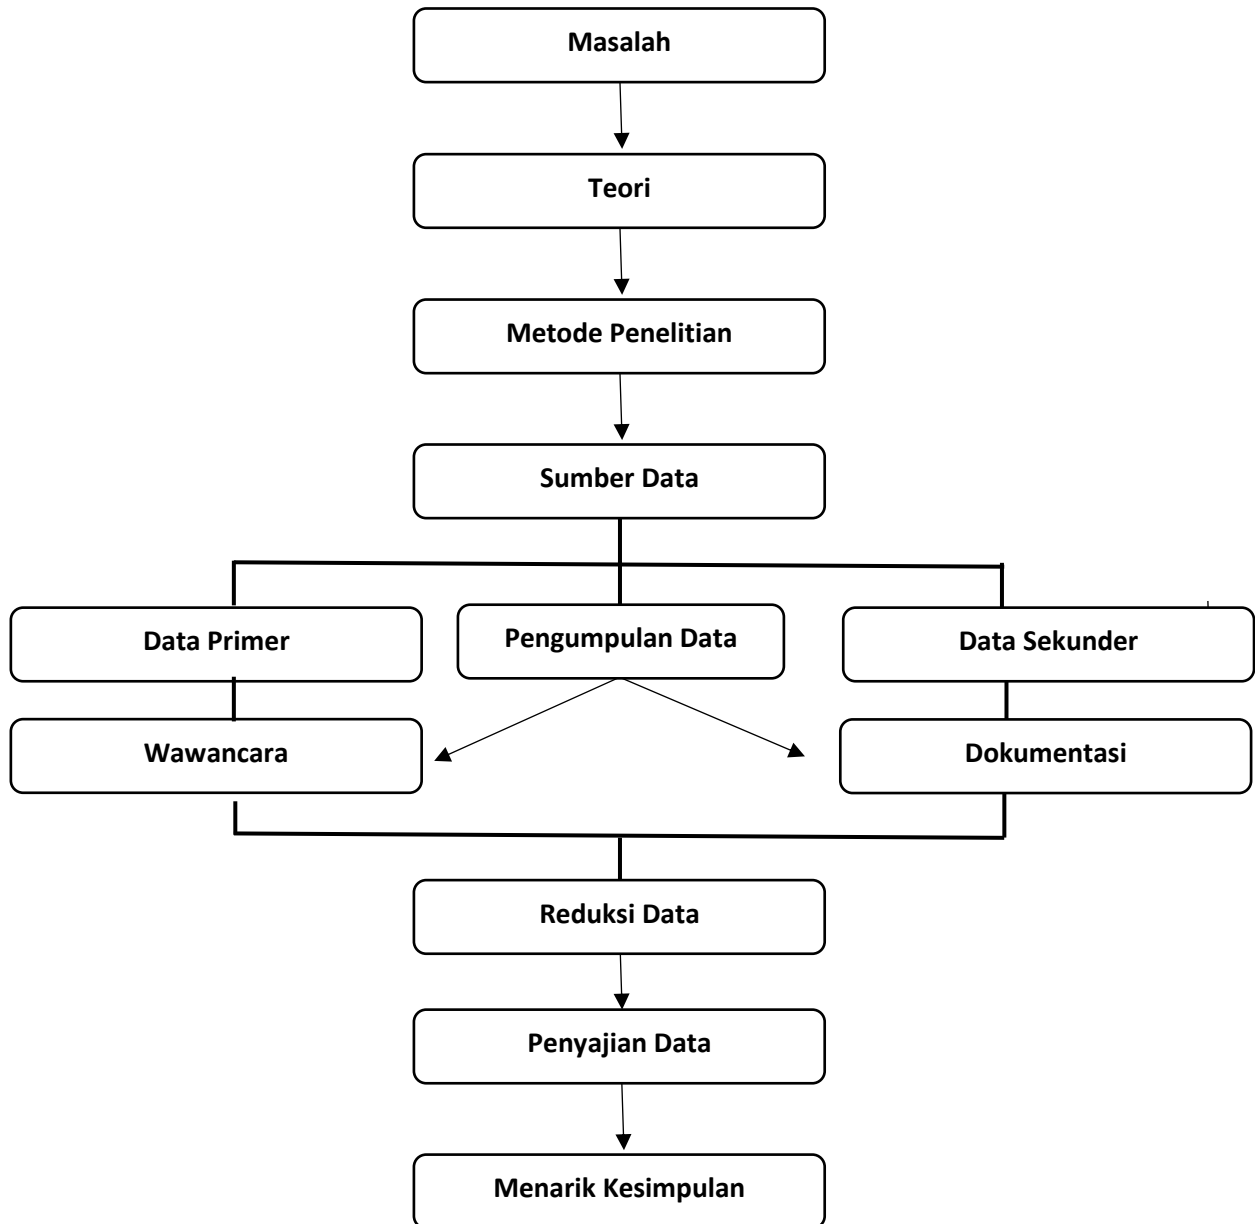 Masalah
Teori
Metode Penelitian
Sumber Data
Data Primer
Pengumpulan Data
Data Sekunder
Wawancara
Dokumentasi
Reduksi Data
Penyajian Data
Menarik Kesimpulan